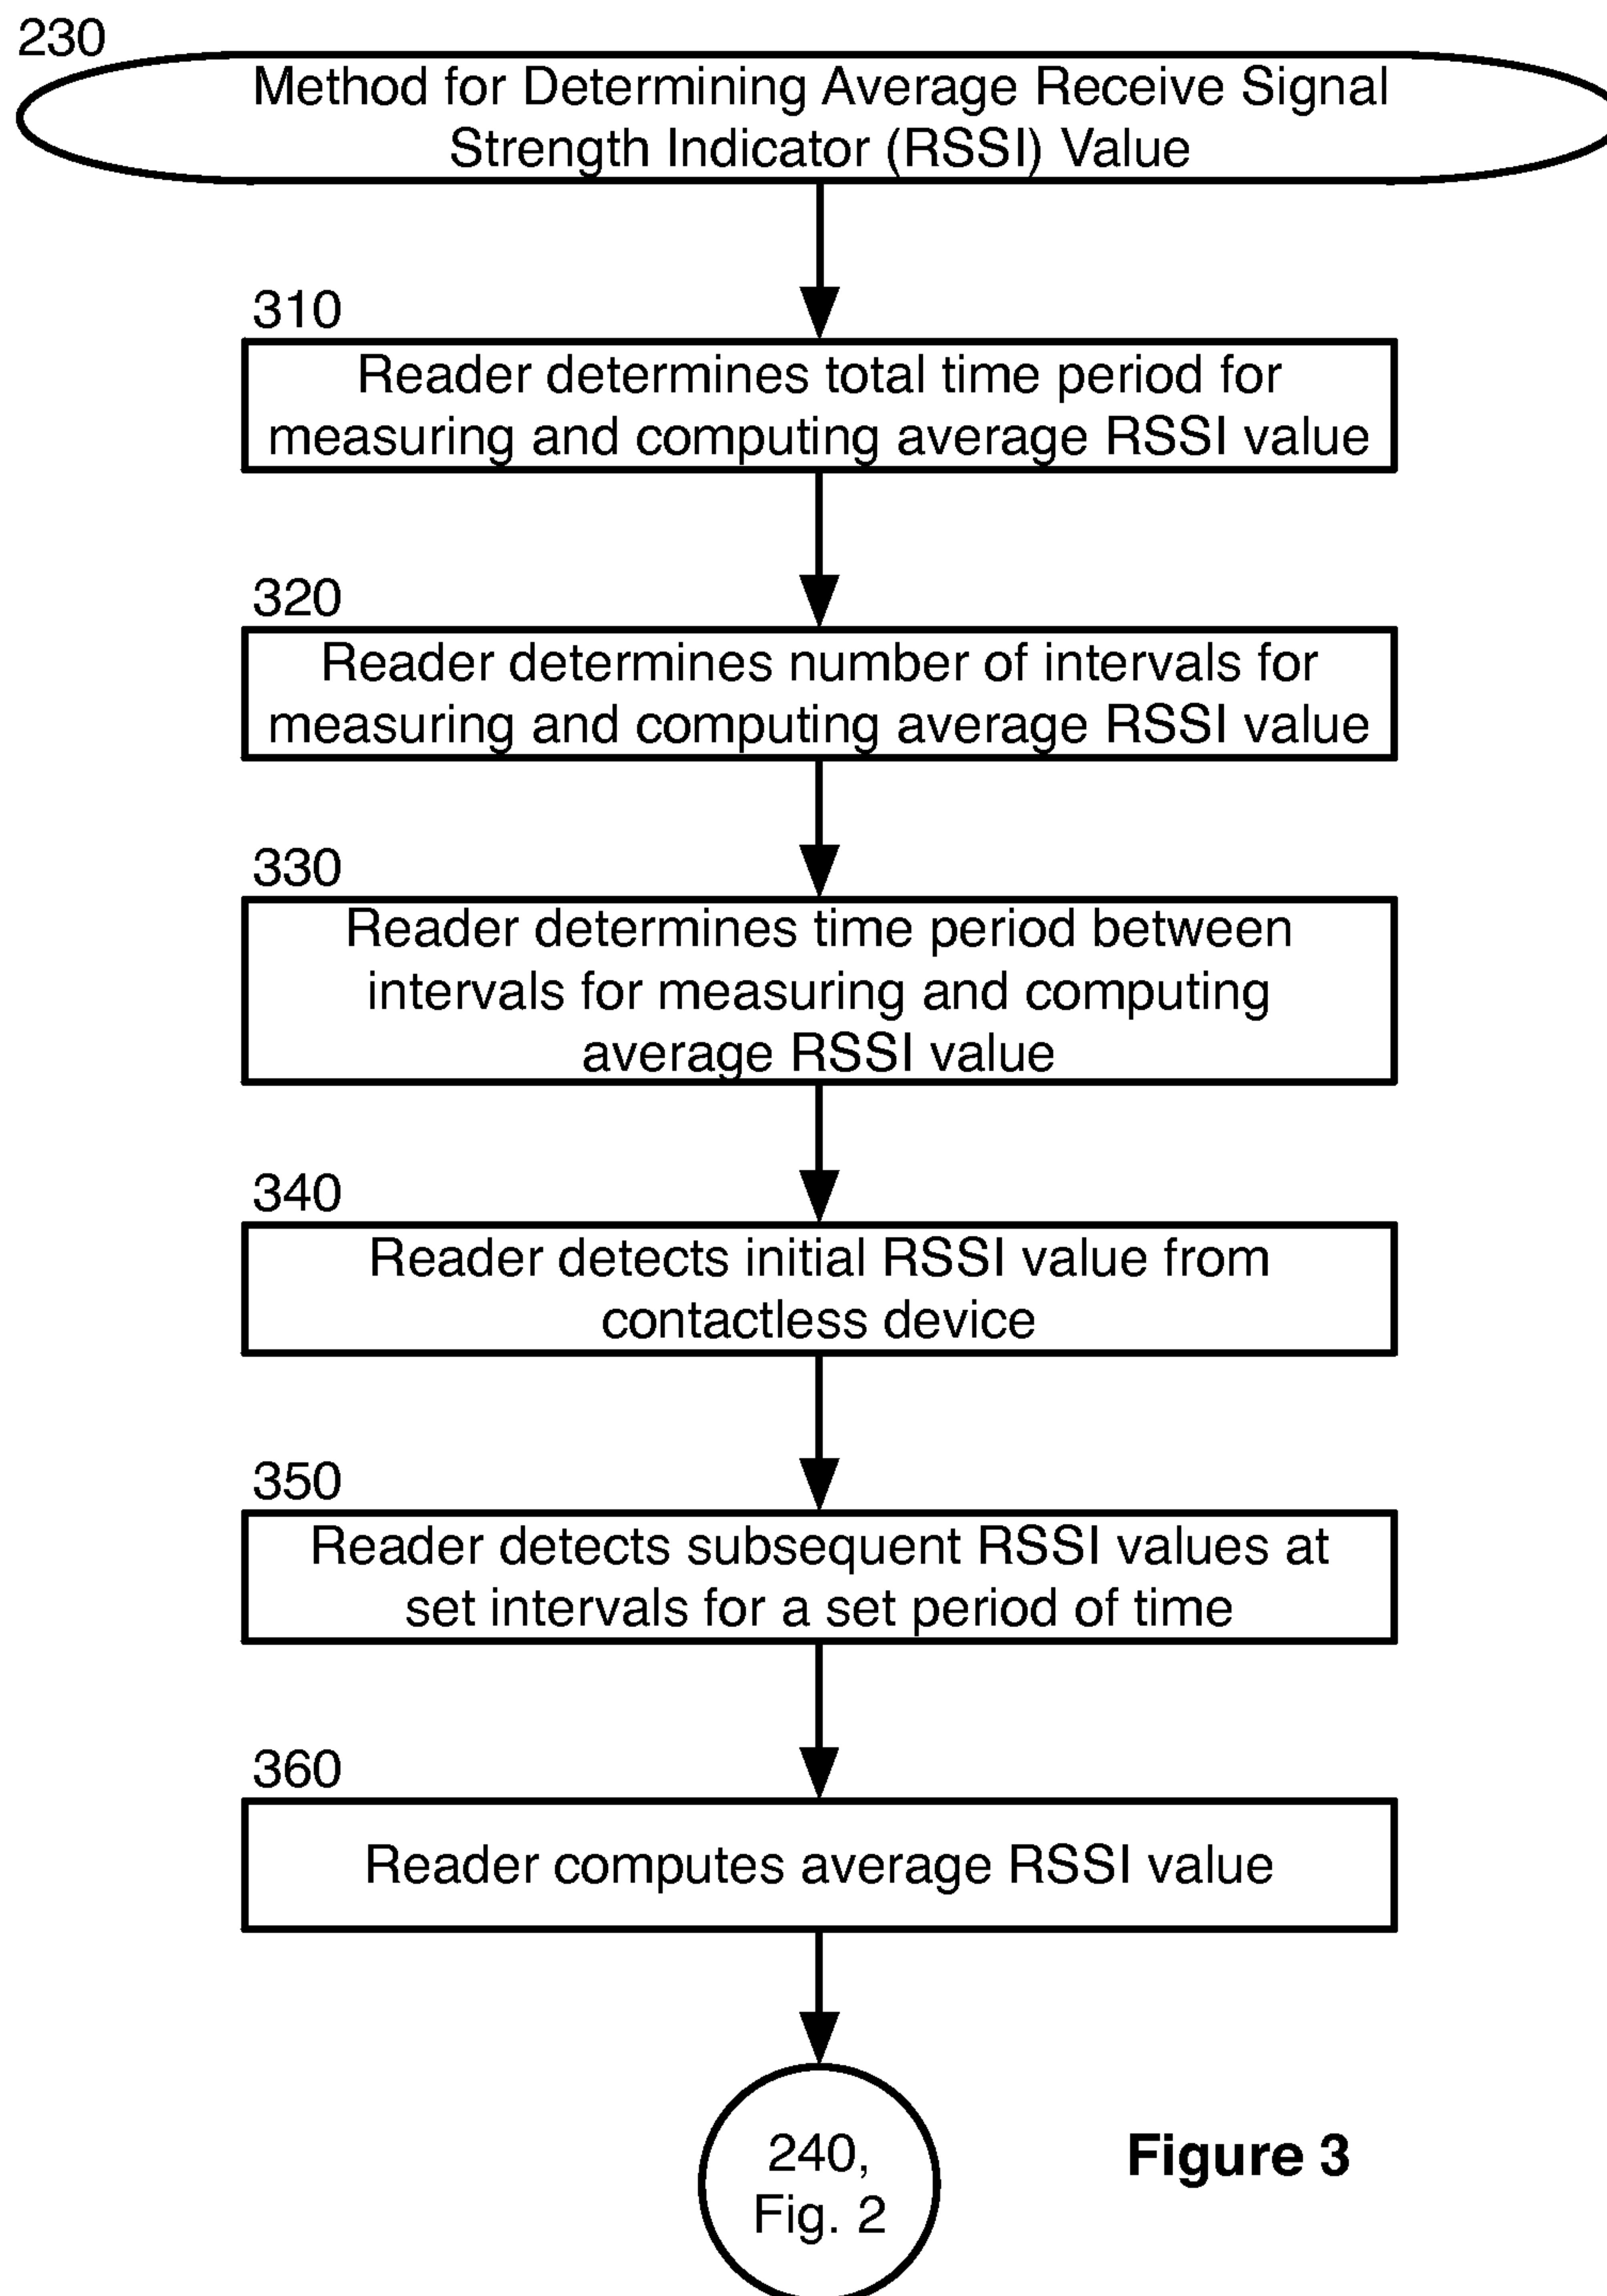 230
Method for Determining Average Receive Signal
Strength Indicator (RSSI) Value
310
Reader determines total time period for
measuring and computing average RSSI value
320
Reader determines number of intervals for
measuring and computing average RSSI value
330
Reader determines time period between
intervals for measuring and computing
average RSSI value
340
Reader detects initial RSSI value from
contactless device
350
Reader detects subsequent RSSI values at
set intervals for a set period of time
360
Reader computes average RSSI value
240,
Fig. 2
Figure 3